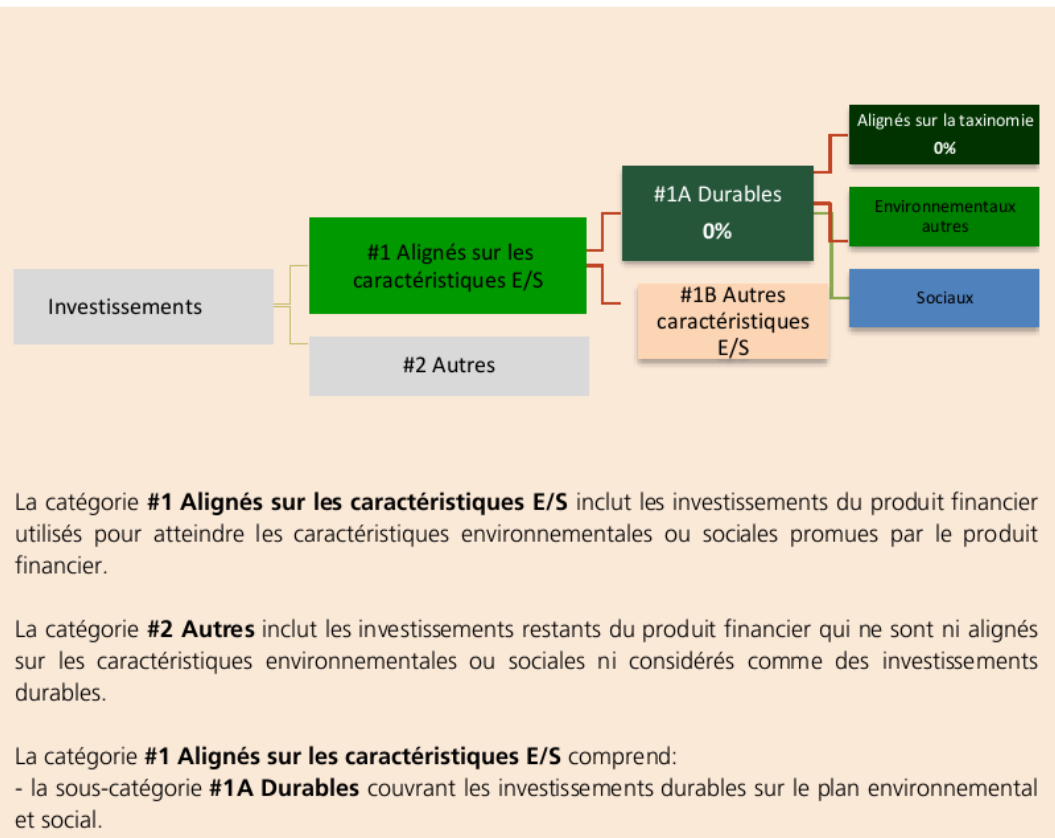 Alignés sur la taxinomie
0%
#1A Durables
0%
Environnementaux
autres
#1 Alignés sur les
caractéristiques E/S
Sociaux
Investissements
#1B Autres
caractéristiques
E/S
#2 Autres
La catégorie #1 Alignés sur les caractéristiques E/S inclut les investissements du produit financier
utilisés pour atteindre les caractéristiques environnementales ou sociales promues par le produit
financier.
La catégorie #2 Autres inclut les investissements restants du produit financier qui ne sont ni alignés
sur les caractéristiques environnementales ou sociales ni considérés comme des investissements
durables.
La catégorie #1 Alignés sur les caractéristiques E/S comprend:
- la sous-catégorie #1A Durables couvrant les investissements durables sur le plan environnemental
et social.